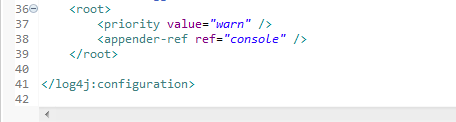 36 <root>
37 <priority value="warn" />
38 <appender-ref ref="console" />
39 </root>
40
41 </log4j:configuration>
42